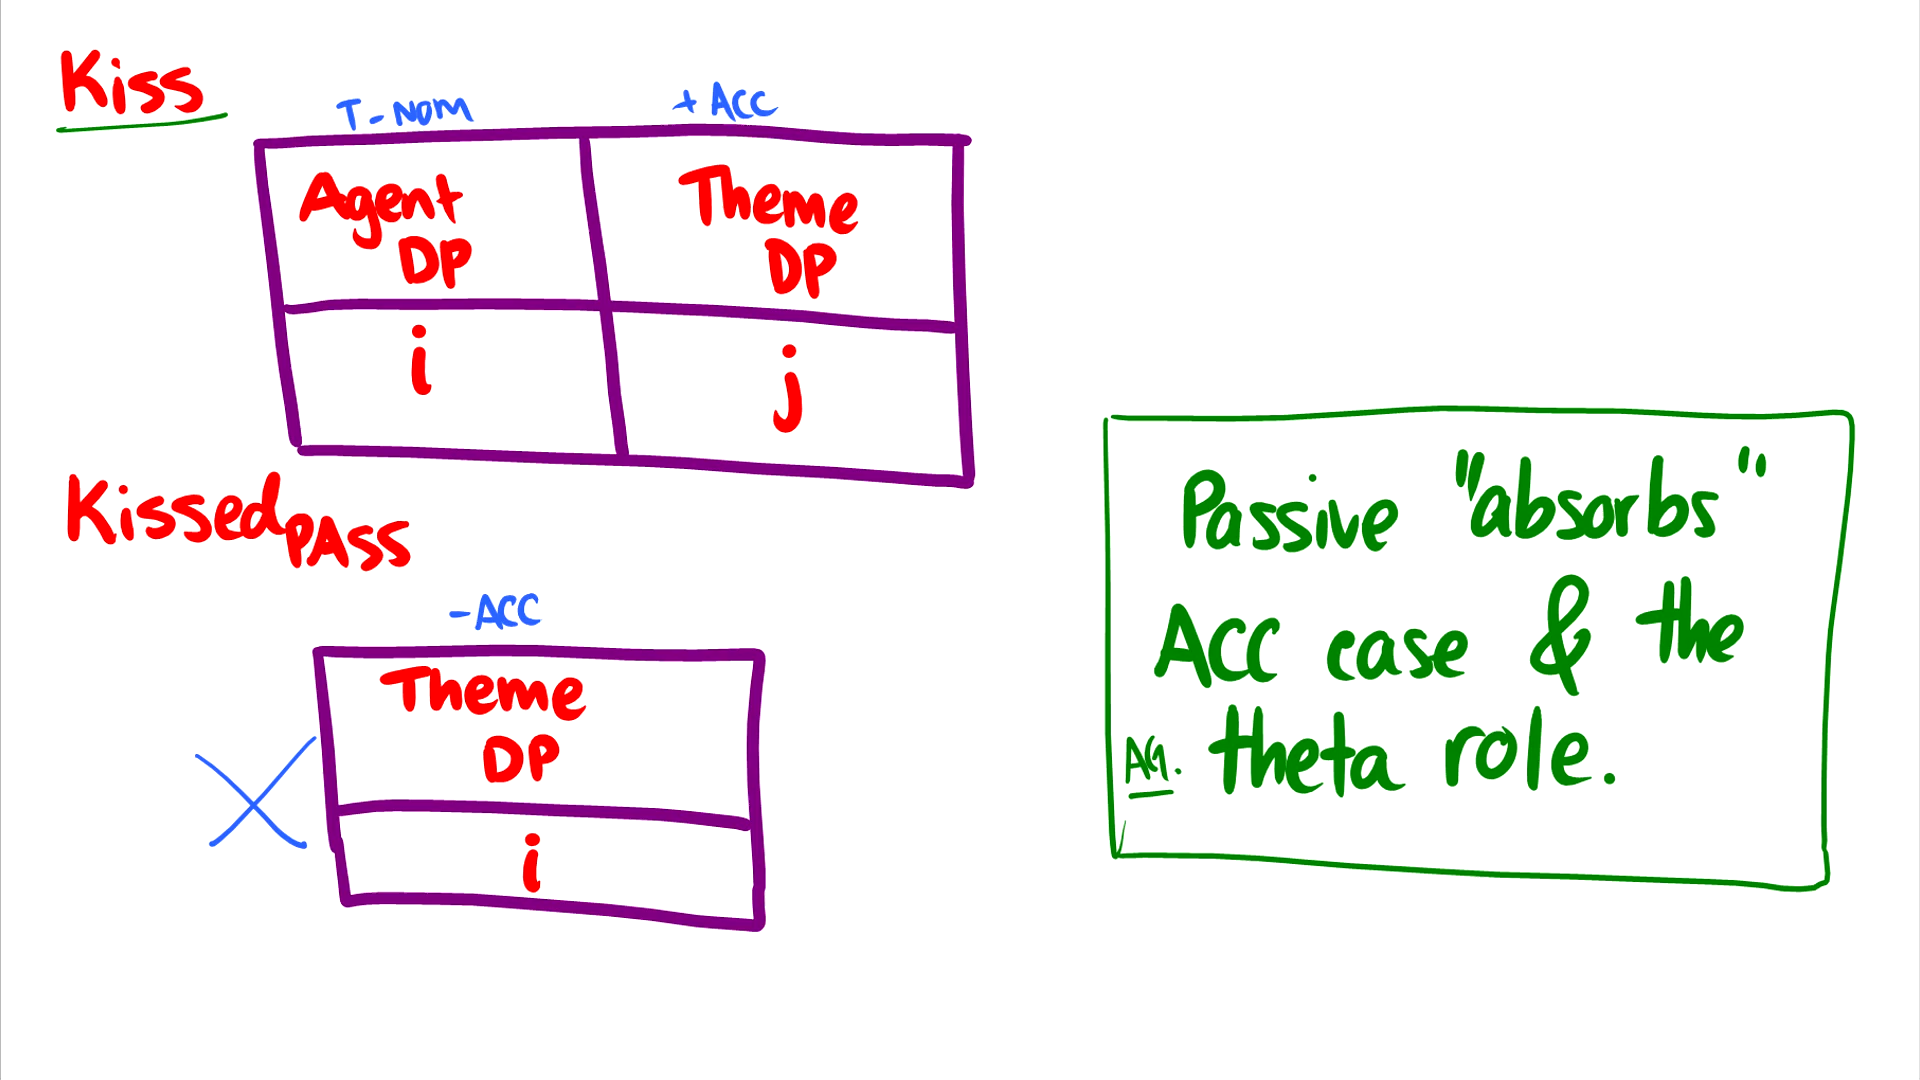 Kiss
T-NOM
+ ACC
Agent
DP
Theme
DP
i
j
KissedPASS
-ACC
Theme
DP
i
Passive "absorbs"
ACC case & the
AG. theta role.